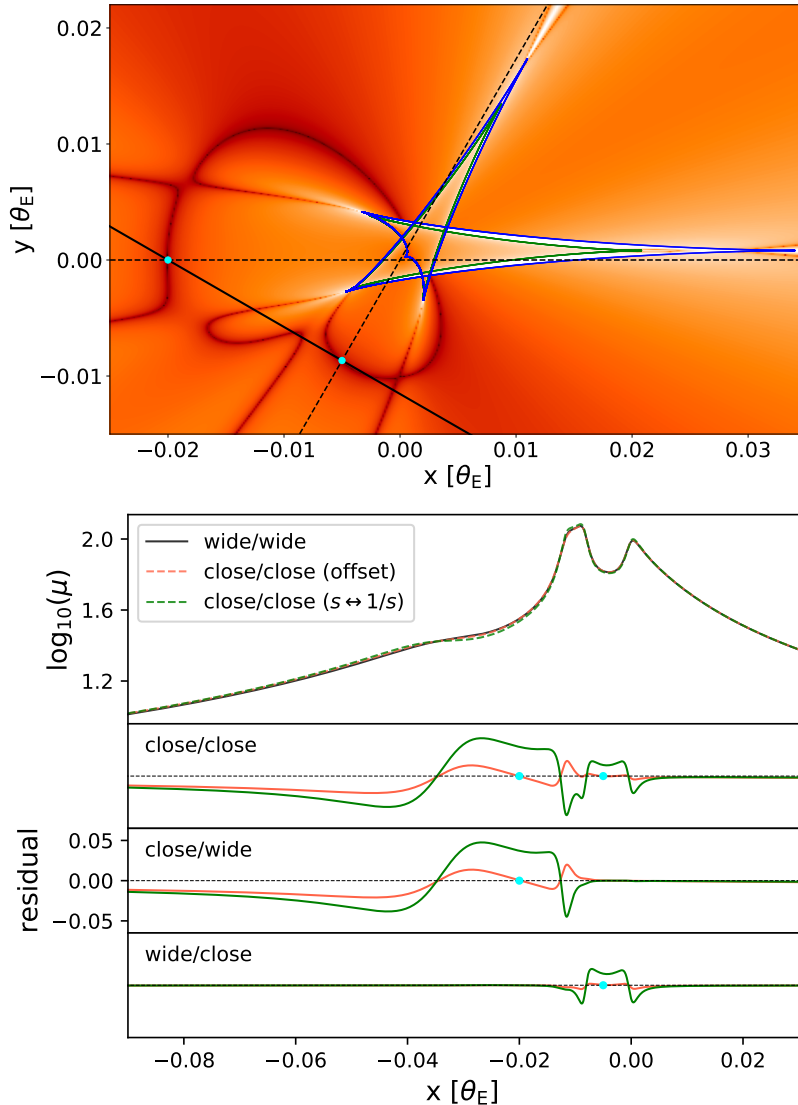 0.02
0.01
0.00
−0.01
y [θ_E]
−0.02 −0.01 0.00 0.01 0.02 0.03
x [θ_E]
2.0
1.6
1.2
log₁₀(μ)
wide/wide
close/close (offset)
close/close (s ↔ 1/s)
close/close
close/wide
0.05
0.00
−0.05
residual
wide/close
−0.08 −0.06 −0.04 −0.02 0.00 0.02
x [θ_E]